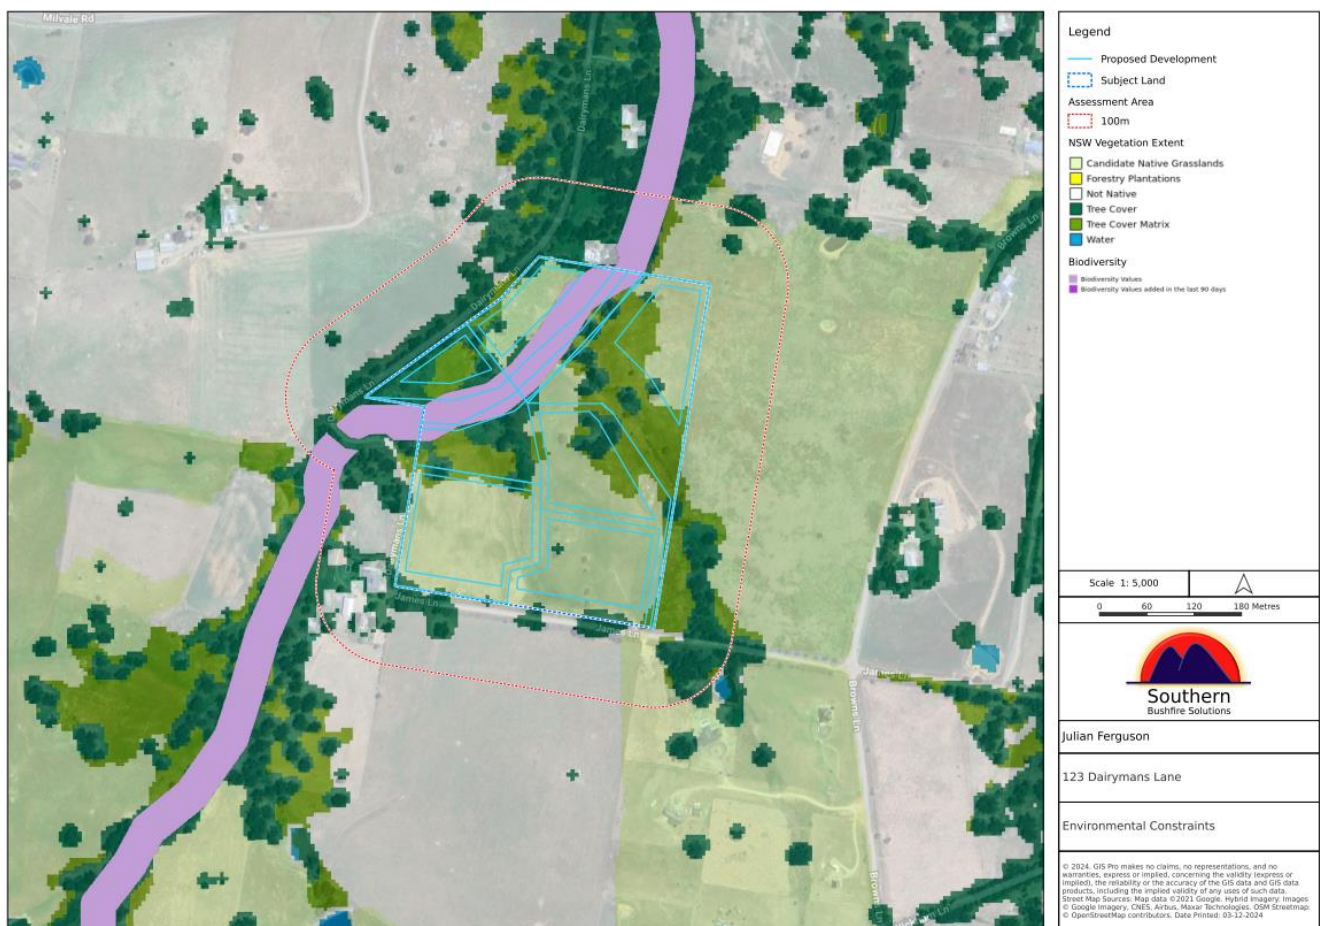 Milvale Rd
Dairymans Ln
Browns Ln
Dairymans Ln
Dairymans Ln
Dairymans Ln
James Ln
James Ln
James Ln
Browns Ln
Legend
Proposed Development
Subject Land
Assessment Area
100m
NSW Vegetation Extent
Candidate Native Grasslands
Forestry Plantations
Not Native
Tree Cover
Tree Cover Matrix
Water
Biodiversity
Biodiversity Values
Biodiversity Values added in the last 90 days
Scale 1: 5,000
0 60 120 180 Metres
Southern
Bushfire Solutions
Julian Ferguson
123 Dairymans Lane
Environmental Constraints
© 2024. GIS Pro makes no claims, no representations, and no
warranties, express or implied, concerning the validity (express or
implied), the reliability or the accuracy of the GIS data and GIS data
products, including the implied validity of any uses of such data.
Street Map Sources: Map data ©2021 Google. Hybrid Imagery: Images
© Google Imagery, CNES, Airbus, Maxar Technologies. OSM Streetmap:
© OpenStreetMap contributors. Date Printed: 03-12-2024